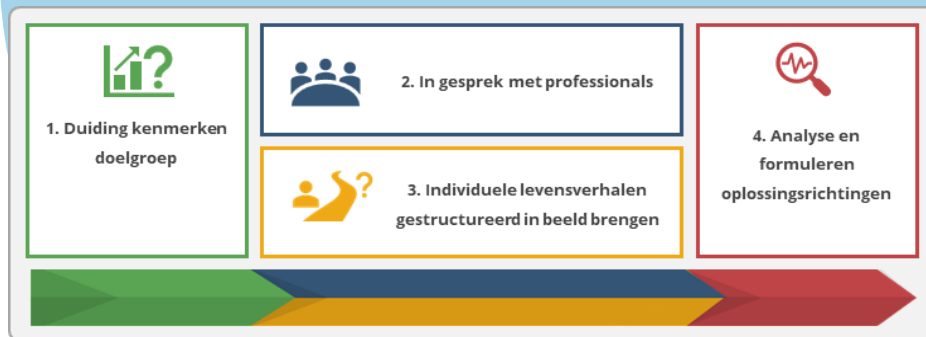 1. Duiding kenmerken
doelgroep
2. In gesprek met professionals
3. Individuele levensverhalen
gestructureerd in beeld brengen
4. Analyse en
formuleren
oplossingsrichtingen